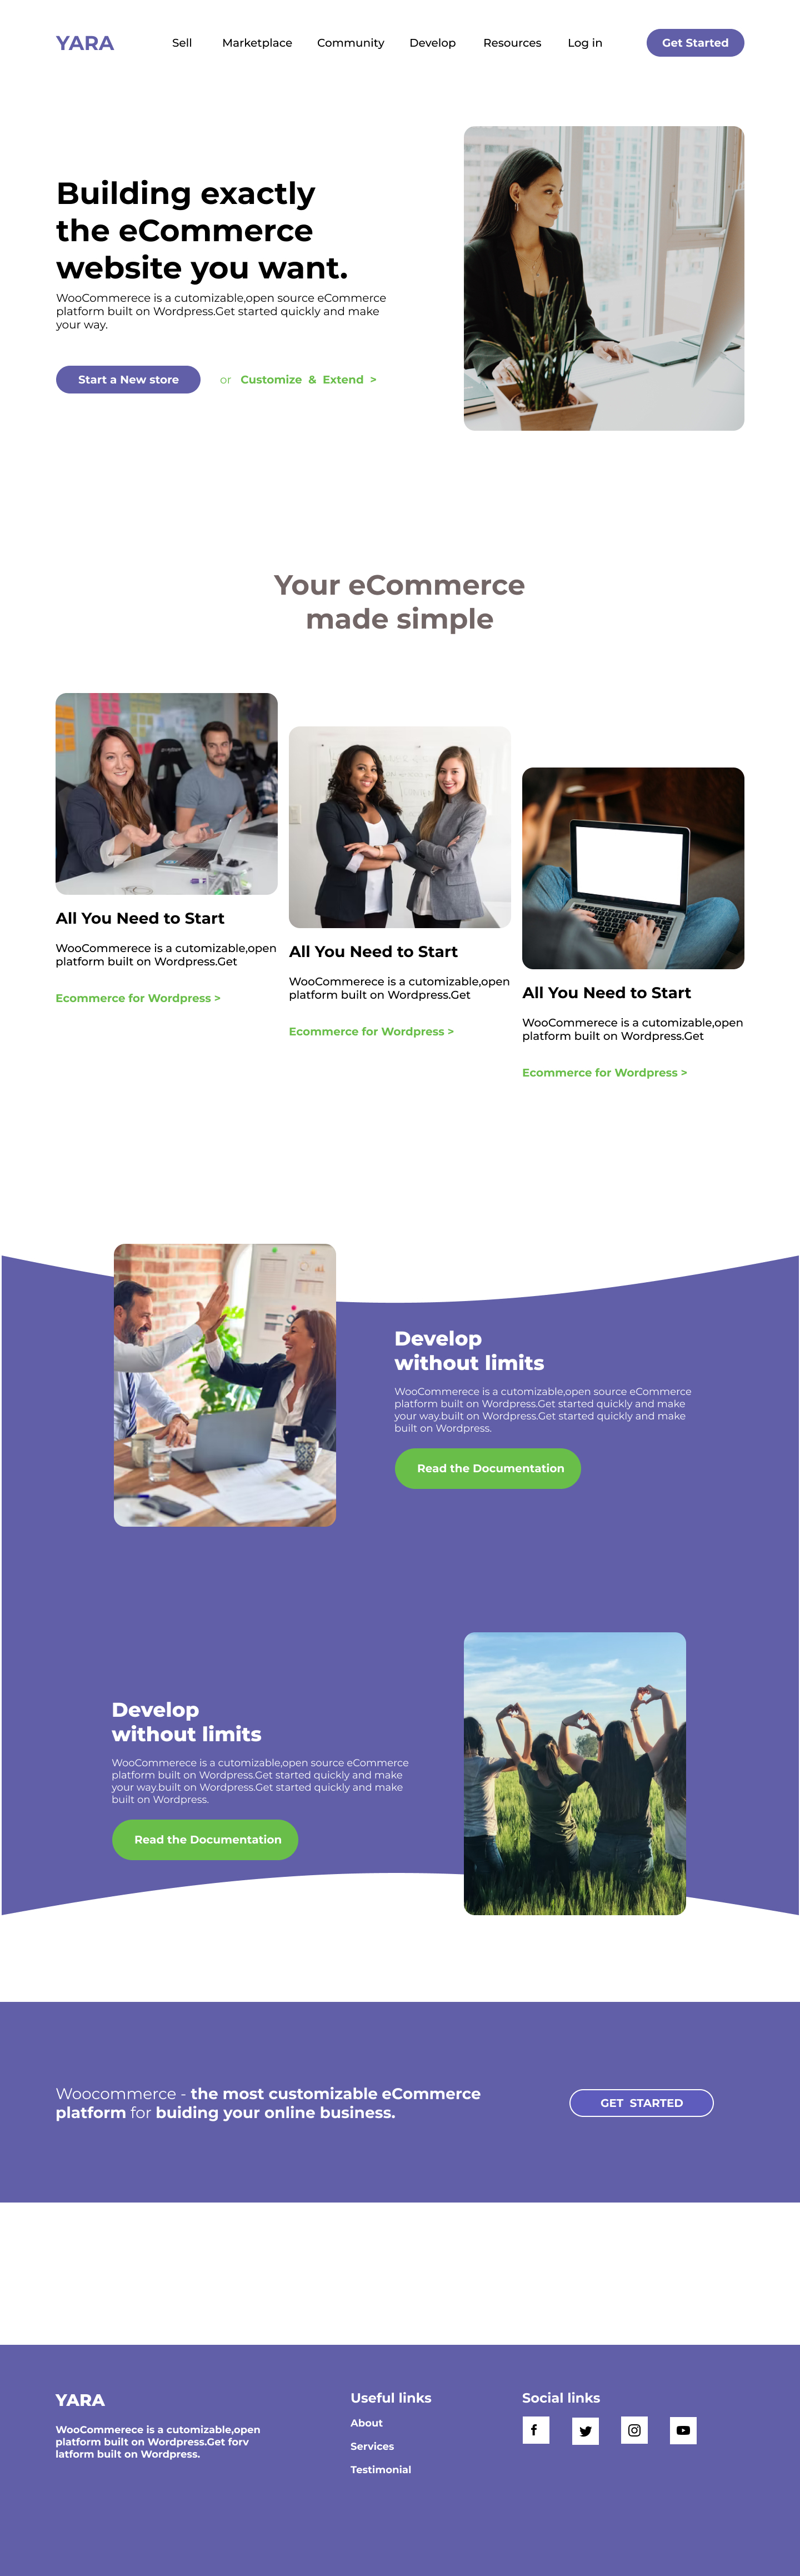 YARA
Sell
Marketplace
Community
Develop
Resources
Log in
Get Started
Building exactly
the eCommerce
website you want.
WooCommerece is a cutomizable,open source eCommerce
platform built on Wordpress.Get started quickly and make
your way.
Start a New store
or Customize & Extend >
Your eCommerce
made simple
All You Need to Start
WooCommerece is a cutomizable,open
platform built on Wordpress.Get
Ecommerce for Wordpress >
All You Need to Start
WooCommerece is a cutomizable,open
platform built on Wordpress.Get
Ecommerce for Wordpress >
All You Need to Start
WooCommerece is a cutomizable,open
platform built on Wordpress.Get
Ecommerce for Wordpress >
Develop
without limits
WooCommerece is a cutomizable,open source eCommerce
platform built on Wordpress.Get started quickly and make
your way.built on Wordpress.Get started quickly and make
built on Wordpress.
Read the Documentation
Develop
without limits
WooCommerece is a cutomizable,open source eCommerce
platform built on Wordpress.Get started quickly and make
your way.built on Wordpress.Get started quickly and make
built on Wordpress.
Read the Documentation
Woocommerce - the most customizable eCommerce
platform for buiding your online business.
GET STARTED
YARA
WooCommerece is a cutomizable,open
platform built on Wordpress.Get forv
latform built on Wordpress.
Useful links
About
Services
Testimonial
Social links